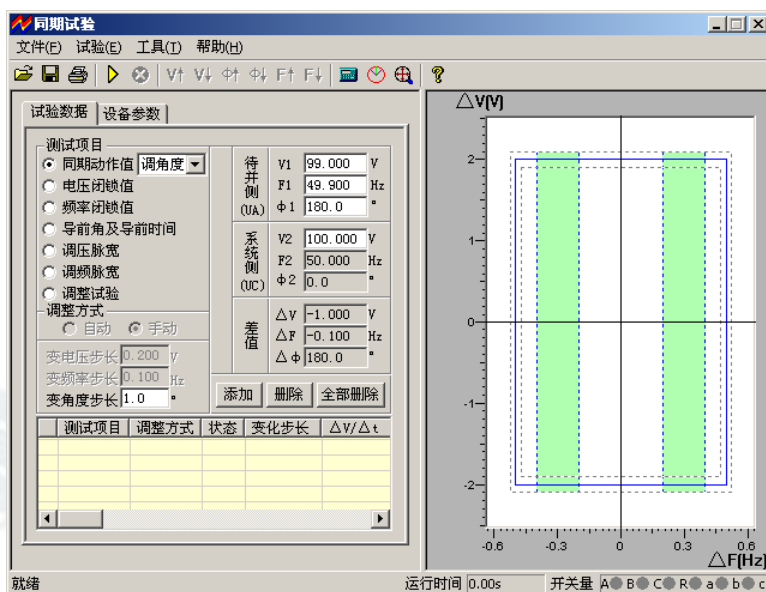 同期试验
文件(F) 试验(E) 工具(T) 帮助(H)
V↑ V↓ Φ↑ Φ↓ F↑ F↓
试验数据 设备参数
测试项目
同期动作值 调角度
电压闭锁值
频率闭锁值
导前角及导前时间
调压脉宽
调频脉宽
调整试验
调整方式
自动 手动
变电压步长 0.200 V
变频率步长 0.100 Hz
变角度步长 1.0 °
待并侧(UA)
V1 99.000 V
F1 49.900 Hz
Φ1 180.0 °
系统侧(UC)
V2 100.000 V
F2 50.000 Hz
Φ2 0.0 °
差值
△V -1.000 V
△F -0.100 Hz
△Φ 180.0 °
添加 删除 全部删除
测试项目 调整方式 状态 变化步长 △V/△t
△V(V)
2
1
0
-1
-2
-0.6 -0.3 0 0.3 0.6
△F(Hz)
就绪 运行时间 0.00s 开关量 A B C R a b c